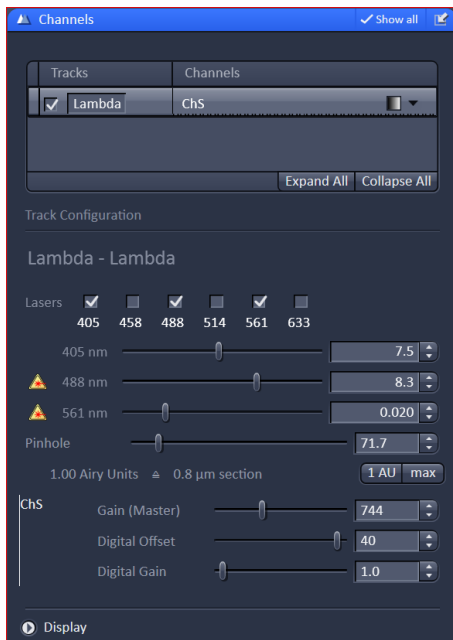 Channels Show all
Tracks Channels
Lambda ChS
Expand All Collapse All
Track Configuration
Lambda - Lambda
Lasers
405 458 488 514 561 633
405 nm 7.5
488 nm 8.3
561 nm 0.020
Pinhole 71.7
1.00 Airy Units ≙ 0.8 μm section 1 AU max
ChS Gain (Master) 744
Digital Offset 40
Digital Gain 1.0
Display